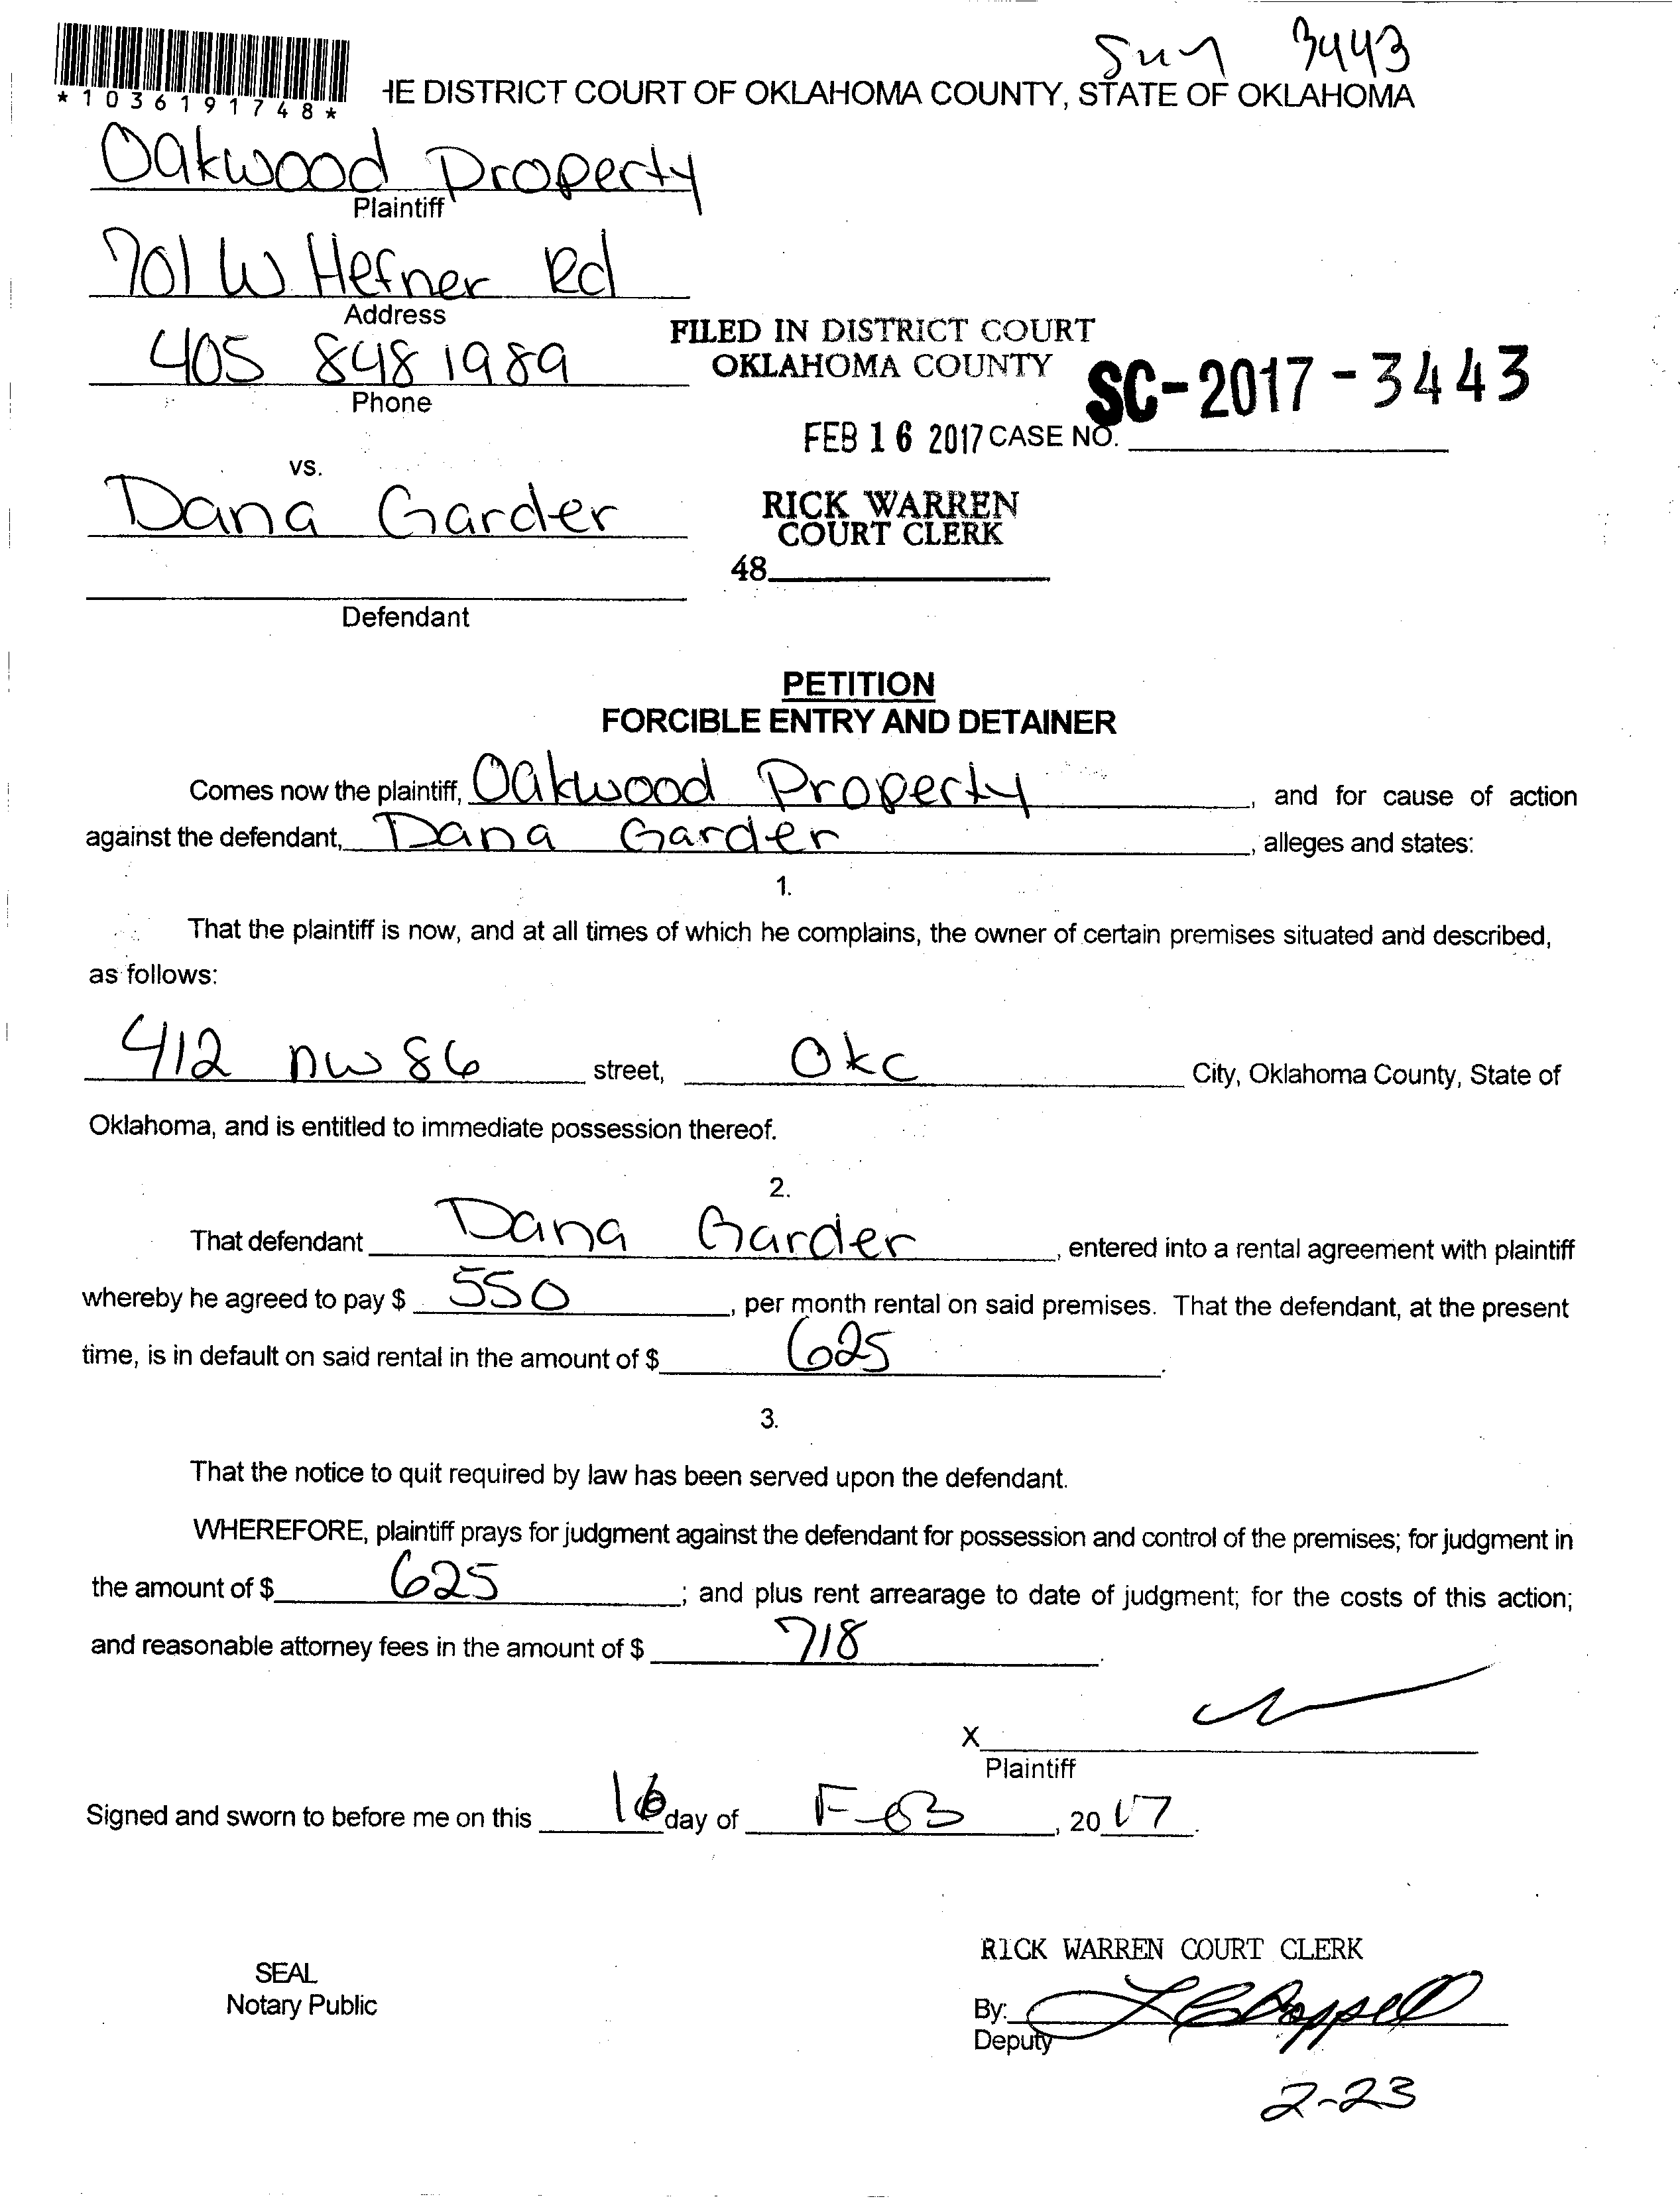 3443
*1036191748*
HE DISTRICT COURT OF OKLAHOMA COUNTY, STATE OF OKLAHOMA
Oakwood Property
Plaintiff
701 W Hefner Rd
Address
405 848 1989
Phone
FILED IN DISTRICT COURT
OKLAHOMA COUNTY
SC-2017-3443
FEB 16 2017 CASE NO.
vs.
Dana Garder
RICK WARREN
COURT CLERK
48
Defendant
PETITION
FORCIBLE ENTRY AND DETAINER
Comes now the plaintiff, Oakwood Property, and for cause of action
against the defendant, Dana Garder, alleges and states:
1.
That the plaintiff is now, and at all times of which he complains, the owner of certain premises situated and described,
as follows:
412 nw 86 street, Okc City, Oklahoma County, State of
Oklahoma, and is entitled to immediate possession thereof.
2.
That defendant Dana Garder, entered into a rental agreement with plaintiff
whereby he agreed to pay $ 550, per month rental on said premises. That the defendant, at the present
time, is in default on said rental in the amount of $ 625.
3.
That the notice to quit required by law has been served upon the defendant.
WHEREFORE, plaintiff prays for judgment against the defendant for possession and control of the premises; for judgment in
the amount of $ 625; and plus rent arrearage to date of judgment; for the costs of this action;
and reasonable attorney fees in the amount of $ 718.
X
Plaintiff
Signed and sworn to before me on this 16 day of FEB, 20 17.
RICK WARREN COURT CLERK
SEAL
Notary Public
By:
Deputy
2-23